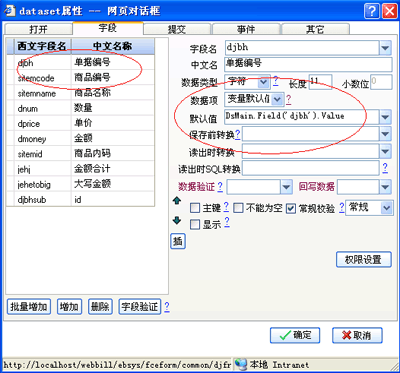 dataset属性 -- 网页对话框
打开 字段 提交 事件 其它
西文字段名 中文名称
djbh 单据编号
sitemcode 商品编号
sitemname 商品名称
dnum 数量
dprice 单价
dmoney 金额
sitemid 商品内码
jehj 金额合计
jehetobig 大写金额
djbhsub id
字段名 djbh
中文名 单据编号
数据类型 字符 ? 长度 11 小数位 0
数据项 变量默认值 ?
默认值 DsMain.Field('djbh').Value
保存前转换?
读出时转换
读出时SQL转换
数据验证? 回写数据
主键? 不能为空 常规校验? 常规
显示?
插
权限设置
批量增加 增加 删除 字段验证 ?
确定 取消
http://localhost/webbill/ebsys/fceform/common/djfr 本地 Intranet